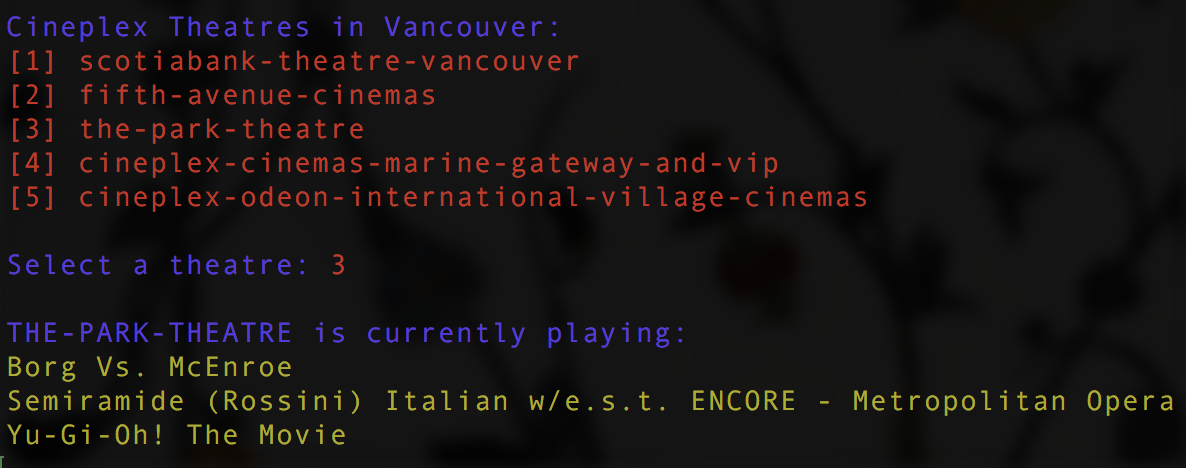 Cineplex Theatres in Vancouver:
[1] scotiabank-theatre-vancouver
[2] fifth-avenue-cinemas
[3] the-park-theatre
[4] cineplex-cinemas-marine-gateway-and-vip
[5] cineplex-odeon-international-village-cinemas
Select a theatre: 3
THE-PARK-THEATRE is currently playing:
Borg Vs. McEnroe
Semiramide (Rossini) Italian w/e.s.t. ENCORE - Metropolitan Opera
Yu-Gi-Oh! The Movie